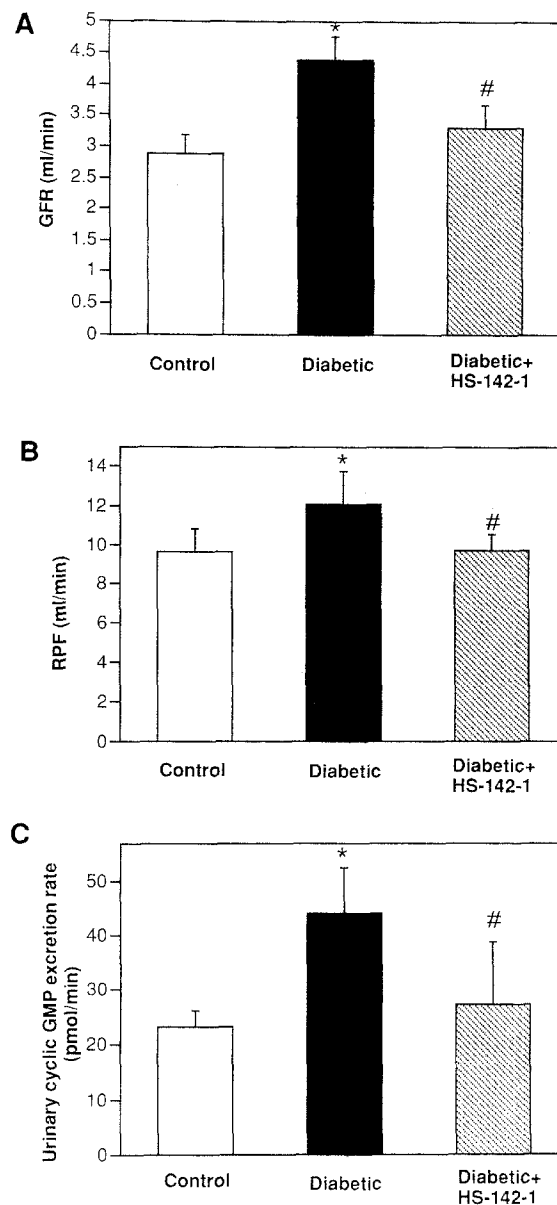 A
GFR (ml/min)
5
4.5
4
3.5
3
2.5
2
1.5
1
0.5
0
*
#
Control
Diabetic
Diabetic+
HS-142-1
B
RPF (ml/min)
14
12
10
8
6
4
2
0
*
#
Control
Diabetic
Diabetic+
HS-142-1
C
Urinary cyclic GMP excretion rate
(pmol/min)
50
40
30
20
10
0
*
#
Control
Diabetic
Diabetic+
HS-142-1